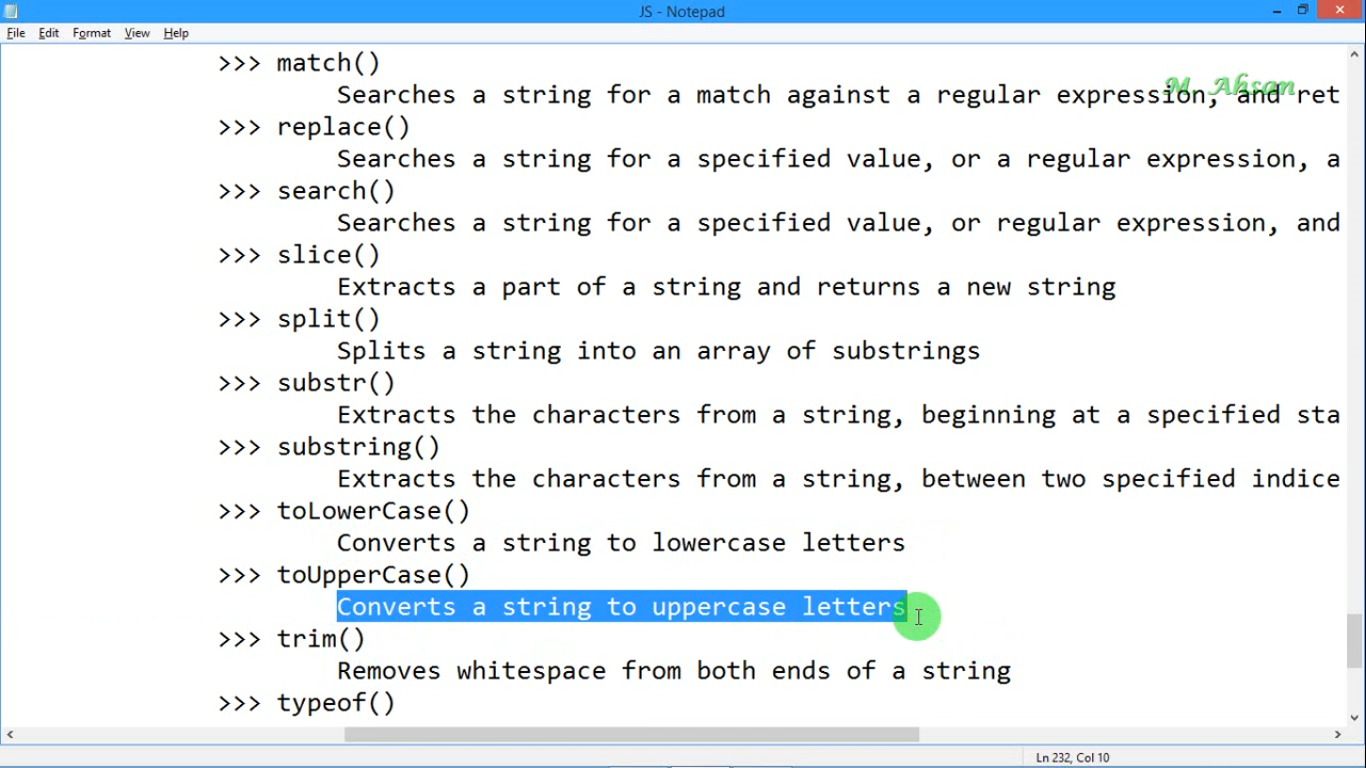 JS - Notepad
File Edit Format View Help
>>> match()
M. Ahsan
Searches a string for a match against a regular expression, and ret
>>> replace()
Searches a string for a specified value, or a regular expression, a
>>> search()
Searches a string for a specified value, or regular expression, and
>>> slice()
Extracts a part of a string and returns a new string
>>> split()
Splits a string into an array of substrings
>>> substr()
Extracts the characters from a string, beginning at a specified sta
>>> substring()
Extracts the characters from a string, between two specified indice
>>> toLowerCase()
Converts a string to lowercase letters
>>> toUpperCase()
Converts a string to uppercase letters
>>> trim()
Removes whitespace from both ends of a string
>>> typeof()
Ln 232, Col 10